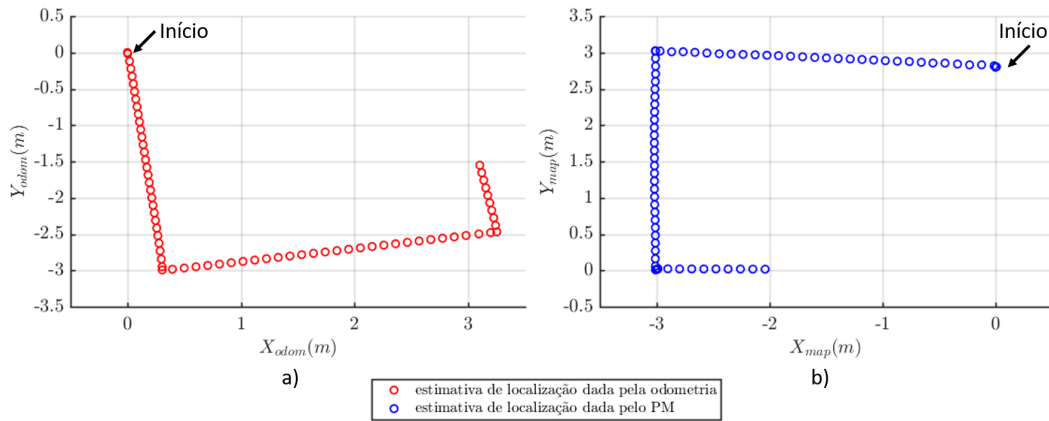 Início
0.5
0
-0.5
-1
-1.5
-2
-2.5
-3
-3.5
Y_odom(m)
0
1
2
3
X_odom(m)
a)
Início
3.5
3
2.5
2
1.5
1
0.5
0
-0.5
Y_map(m)
-3
-2
-1
0
X_map(m)
b)
estimativa de localização dada pela odometria
estimativa de localização dada pelo PM